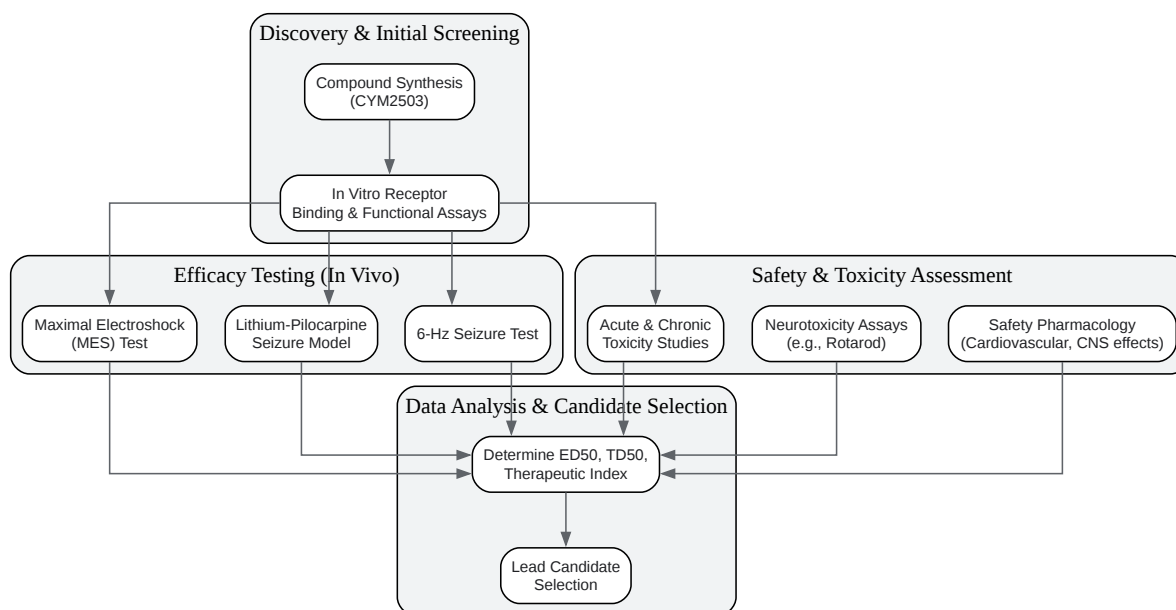 Discovery & Initial Screening
Compound Synthesis
(CYM2503)
In Vitro Receptor
Binding & Functional Assays
Efficacy Testing (In Vivo)
Safety & Toxicity Assessment
Maximal Electroshock
(MES) Test
Lithium-Pilocarpine
Seizure Model
6-Hz Seizure Test
Acute & Chronic
Toxicity Studies
Neurotoxicity Assays
(e.g., Rotarod)
Safety Pharmacology
(Cardiovascular, CNS effects)
Data Analysis & Candidate Selection
Determine ED50, TD50,
Therapeutic Index
Lead Candidate
Selection